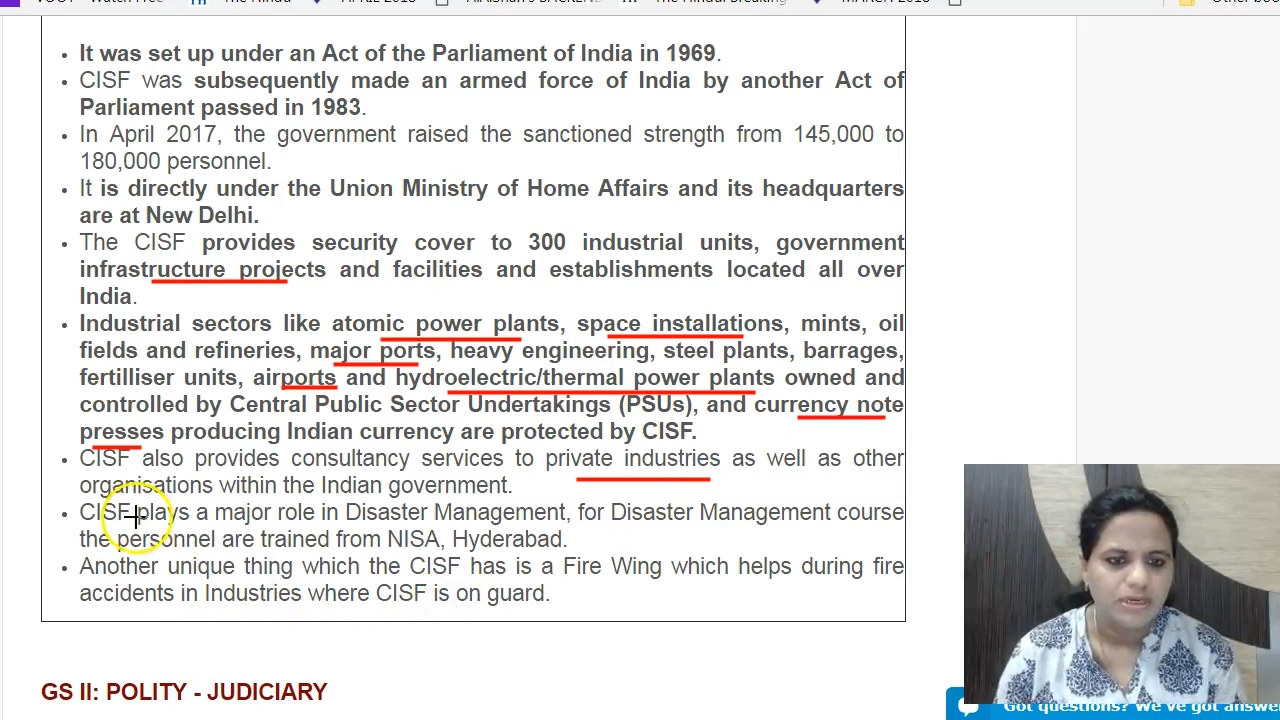 It was set up under an Act of the Parliament of India in 1969.
CISF was subsequently made an armed force of India by another Act of
Parliament passed in 1983.
In April 2017, the government raised the sanctioned strength from 145,000 to
180,000 personnel.
It is directly under the Union Ministry of Home Affairs and its headquarters
are at New Delhi.
The CISF provides security cover to 300 industrial units, government
infrastructure projects and facilities and establishments located all over
India.
Industrial sectors like atomic power plants, space installations, mints, oil
fields and refineries, major ports, heavy engineering, steel plants, barrages,
fertilliser units, airports and hydroelectric/thermal power plants owned and
controlled by Central Public Sector Undertakings (PSUs), and currency note
presses producing Indian currency are protected by CISF.
CISF also provides consultancy services to private industries as well as other
organisations within the Indian government.
CISF plays a major role in Disaster Management, for Disaster Management course
the personnel are trained from NISA, Hyderabad.
Another unique thing which the CISF has is a Fire Wing which helps during fire
accidents in Industries where CISF is on guard.
GS II: POLITY - JUDICIARY
Got questions? We've got answe